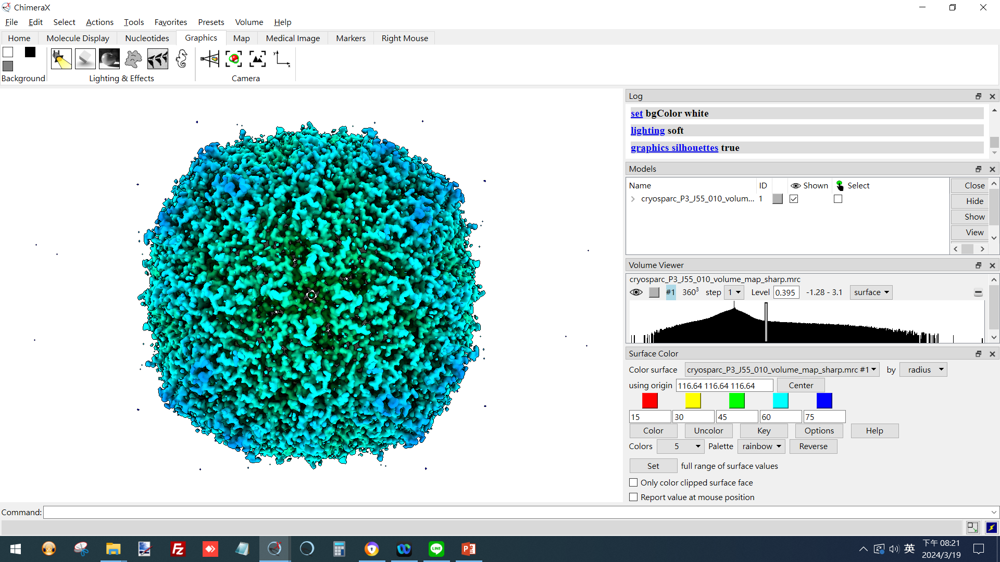 ChimeraX
File Edit Select Actions Tools Favorites Presets Volume Help
Home Molecule Display Nucleotides Graphics Map Medical Image Markers Right Mouse
Background Lighting & Effects Camera
y
x
Log
set bgColor white
lighting soft
graphics silhouettes true
Models
Name ID Shown Select
cryosparc_P3_J55_010_volum... 1
Close
Hide
Show
View
Volume Viewer
cryosparc_P3_J55_010_volume_map_sharp.mrc
#1 360³ step 1 Level 0.395 -1.28 - 3.1 surface
Surface Color
Color surface cryosparc_P3_J55_010_volume_map_sharp.mrc #1 by radius
using origin 116.64 116.64 116.64 Center
15 30 45 60 75
Color Uncolor Key Options Help
Colors 5 Palette rainbow Reverse
Set full range of surface values
Only color clipped surface face
Report value at mouse position
Command:
Fz
LINE
P
英
下午 08:21
2024/3/19